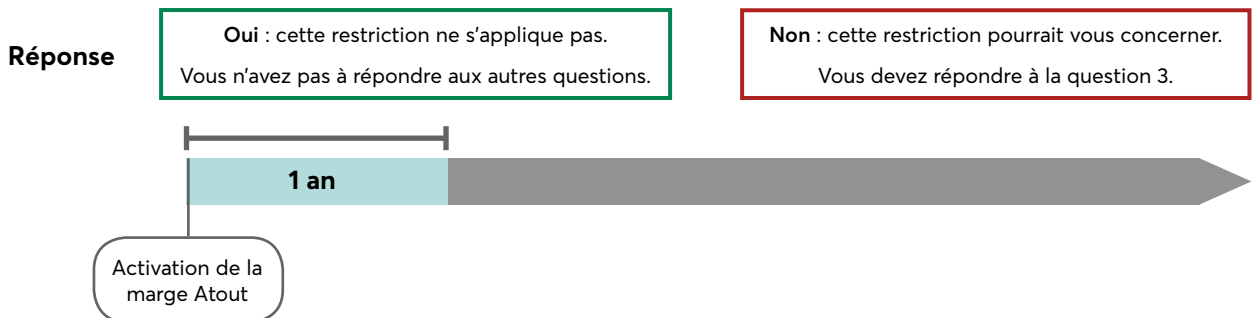 Réponse
Oui : cette restriction ne s'applique pas.
Vous n'avez pas à répondre aux autres questions.
Non : cette restriction pourrait vous concerner.
Vous devez répondre à la question 3.
1 an
Activation de la
marge Atout